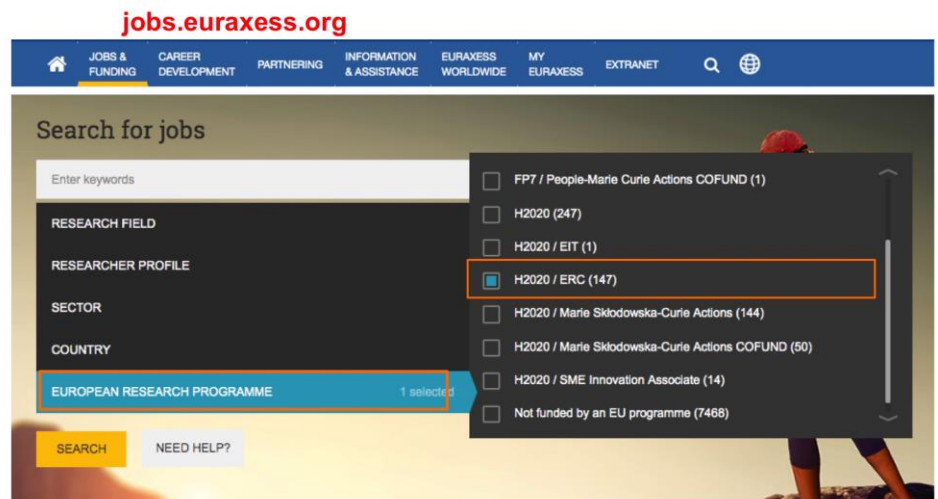 jobs.euraxess.org
JOBS & FUNDING
CAREER DEVELOPMENT
PARTNERING
INFORMATION & ASSISTANCE
EURAXESS WORLDWIDE
MY EURAXESS
EXTRANET
Search for jobs
Enter keywords
RESEARCH FIELD
RESEARCHER PROFILE
SECTOR
COUNTRY
EUROPEAN RESEARCH PROGRAMME 1 selected
FP7 / People-Marie Curie Actions COFUND (1)
H2020 (247)
H2020 / EIT (1)
H2020 / ERC (147)
H2020 / Marie Skłodowska-Curie Actions (144)
H2020 / Marie Skłodowska-Curie Actions COFUND (50)
H2020 / SME Innovation Associate (14)
Not funded by an EU programme (7468)
SEARCH
NEED HELP?